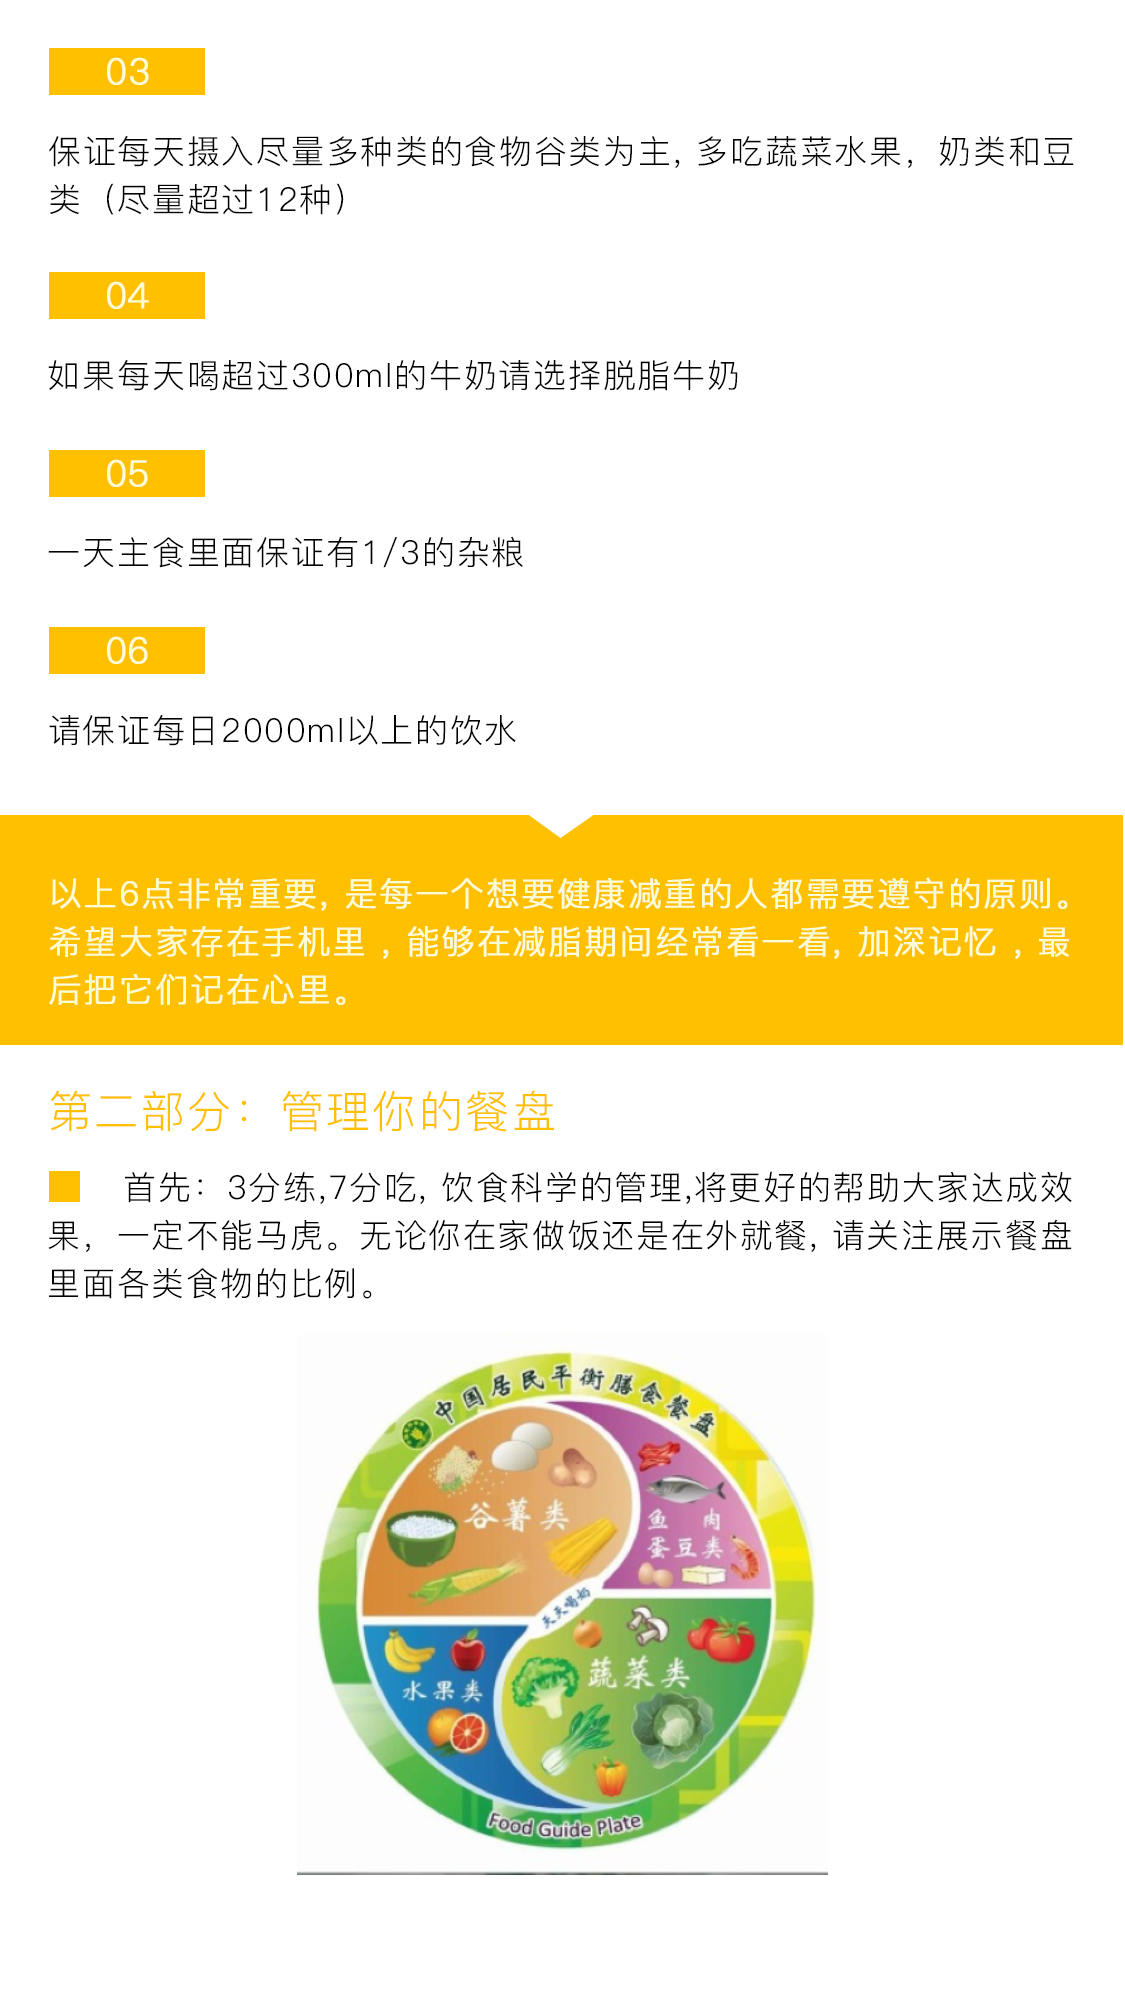 03
保证每天摄入尽量多种类的食物谷类为主, 多吃蔬菜水果，奶类和豆
类（尽量超过12种）
04
如果每天喝超过300ml的牛奶请选择脱脂牛奶
05
一天主食里面保证有1/3的杂粮
06
请保证每日2000ml以上的饮水
以上6点非常重要, 是每一个想要健康减重的人都需要遵守的原则。
希望大家存在手机里 , 能够在减脂期间经常看一看, 加深记忆 , 最
后把它们记在心里。
第二部分：管理你的餐盘
首先：3分练,7分吃, 饮食科学的管理,将更好的帮助大家达成效
果，一定不能马虎。无论你在家做饭还是在外就餐, 请关注展示餐盘
里面各类食物的比例。
中国居民平衡膳食餐盘
谷薯类
鱼 肉
蛋豆类
天天喝奶
水果类
蔬菜类
Food Guide Plate